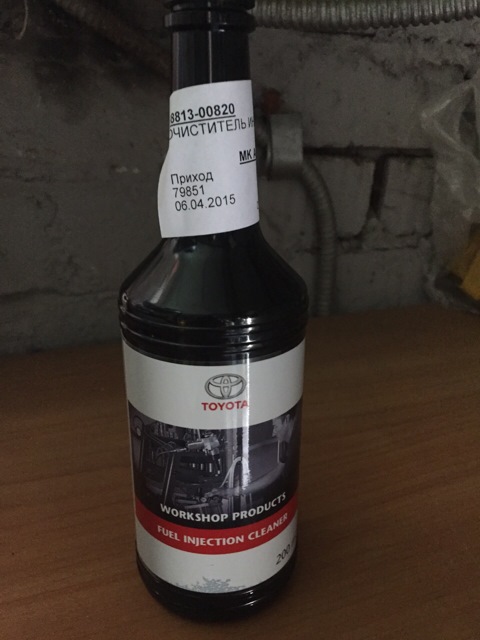 8813-00820
ОЧИСТИТЕЛЬ
МК
Приход
79851
06.04.2015
TOYOTA
WORKSHOP PRODUCTS
FUEL INJECTION CLEANER
200